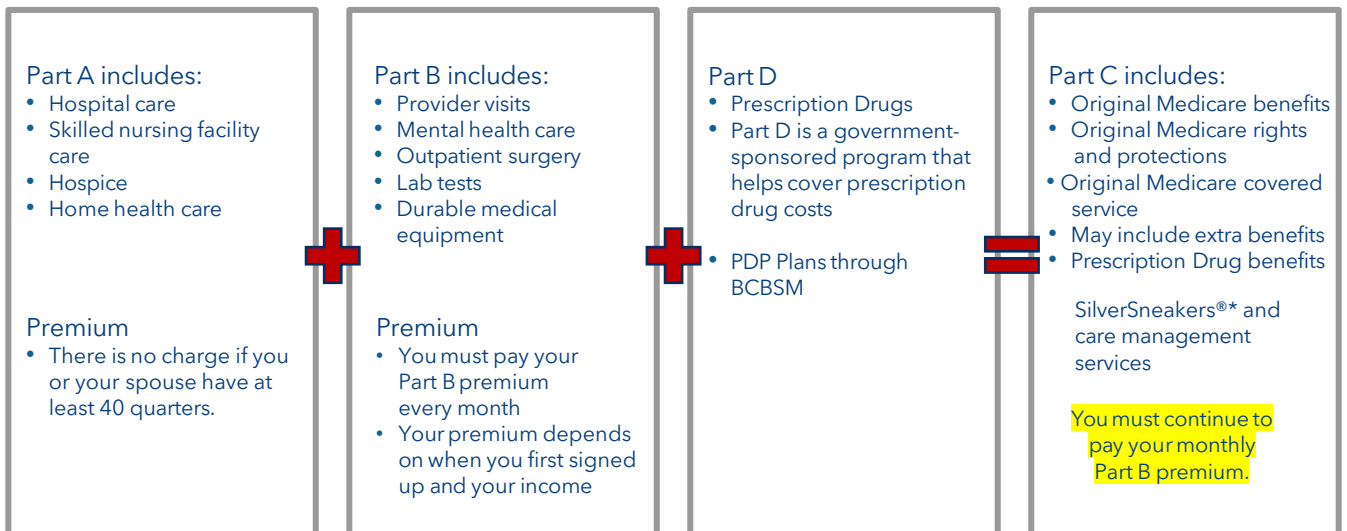 Part A includes:
• Hospital care
• Skilled nursing facility
care
• Hospice
• Home health care
Premium
• There is no charge if you
or your spouse have at
least 40 quarters.
Part B includes:
• Provider visits
• Mental health care
• Outpatient surgery
• Lab tests
• Durable medical
equipment
Premium
• You must pay your
Part B premium
every month
• Your premium depends
on when you first signed
up and your income
Part D
• Prescription Drugs
• Part D is a government-
sponsored program that
helps cover prescription
drug costs
• PDP Plans through
BCBSM
Part C includes:
• Original Medicare benefits
• Original Medicare rights
and protections
• Original Medicare covered
service
• May include extra benefits
• Prescription Drug benefits
SilverSneakers®* and
care management
services
You must continue to
pay your monthly
Part B premium.